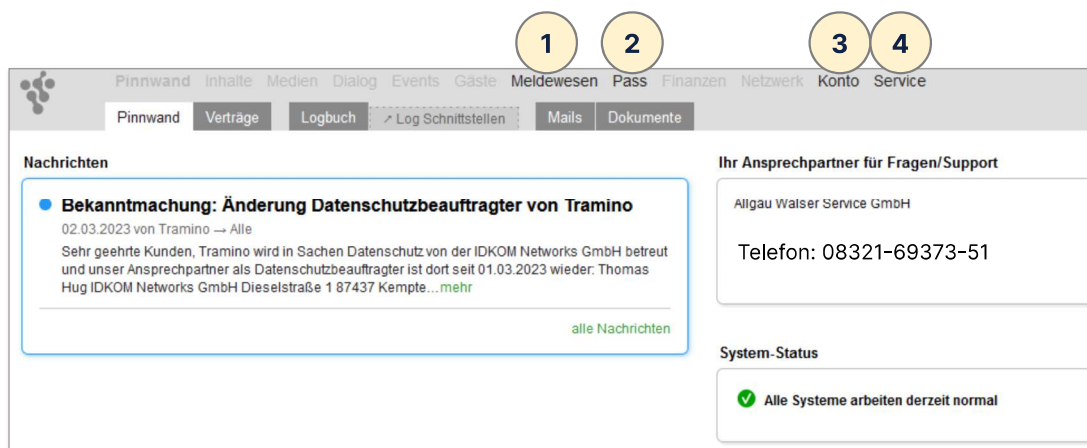 1 2 3 4
Pinnwand Inhalte Medien Dialog Events Gäste Meldewesen Pass Finanzen Netzwerk Konto Service
Pinnwand Verträge Logbuch ↗ Log Schnittstellen Mails Dokumente
Nachrichten
Bekanntmachung: Änderung Datenschutzbeauftragter von Tramino
02.03.2023 von Tramino → Alle
Sehr geehrte Kunden, Tramino wird in Sachen Datenschutz von der IDKOM Networks GmbH betreut
und unser Ansprechpartner als Datenschutzbeauftragter ist dort seit 01.03.2023 wieder: Thomas
Hug IDKOM Networks GmbH Dieselstraße 1 87437 Kempte…mehr
alle Nachrichten
Ihr Ansprechpartner für Fragen/Support
Allgäu Walser Service GmbH
Telefon: 08321-69373-51
System-Status
Alle Systeme arbeiten derzeit normal